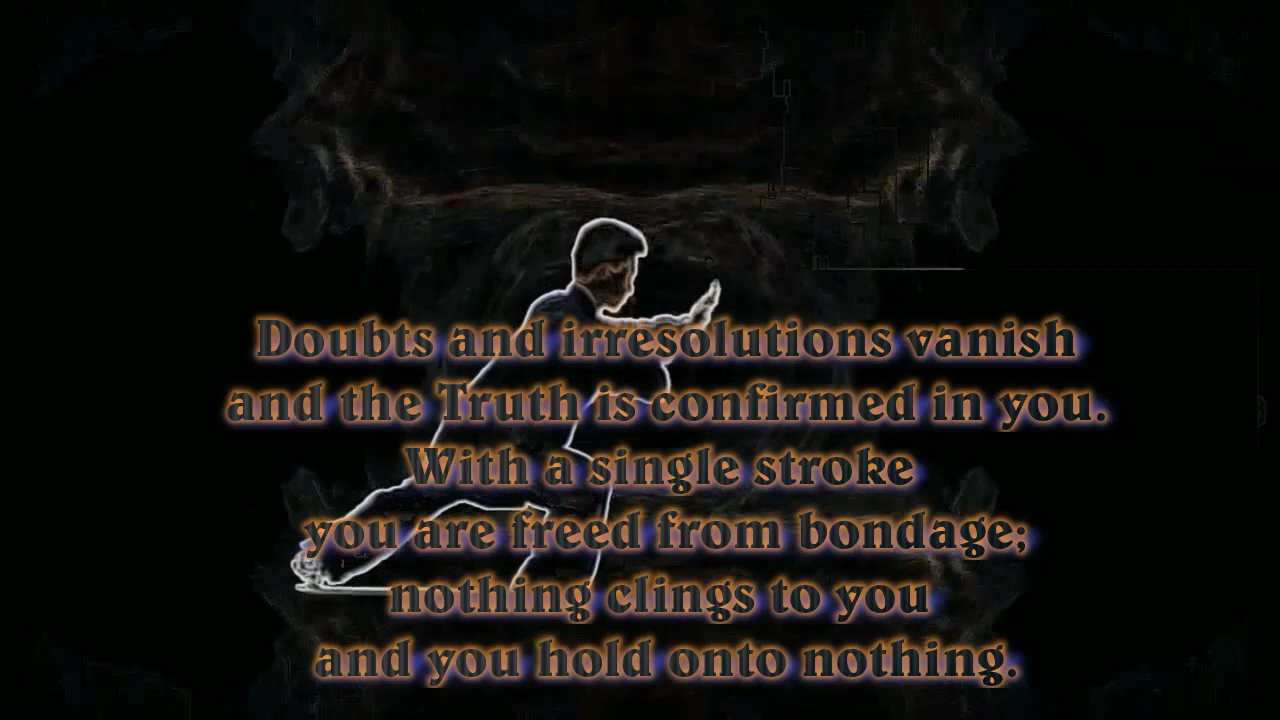 Doubts and irresolutions vanish
and the Truth is confirmed in you.
With a single stroke
you are freed from bondage;
nothing clings to you
and you hold onto nothing.